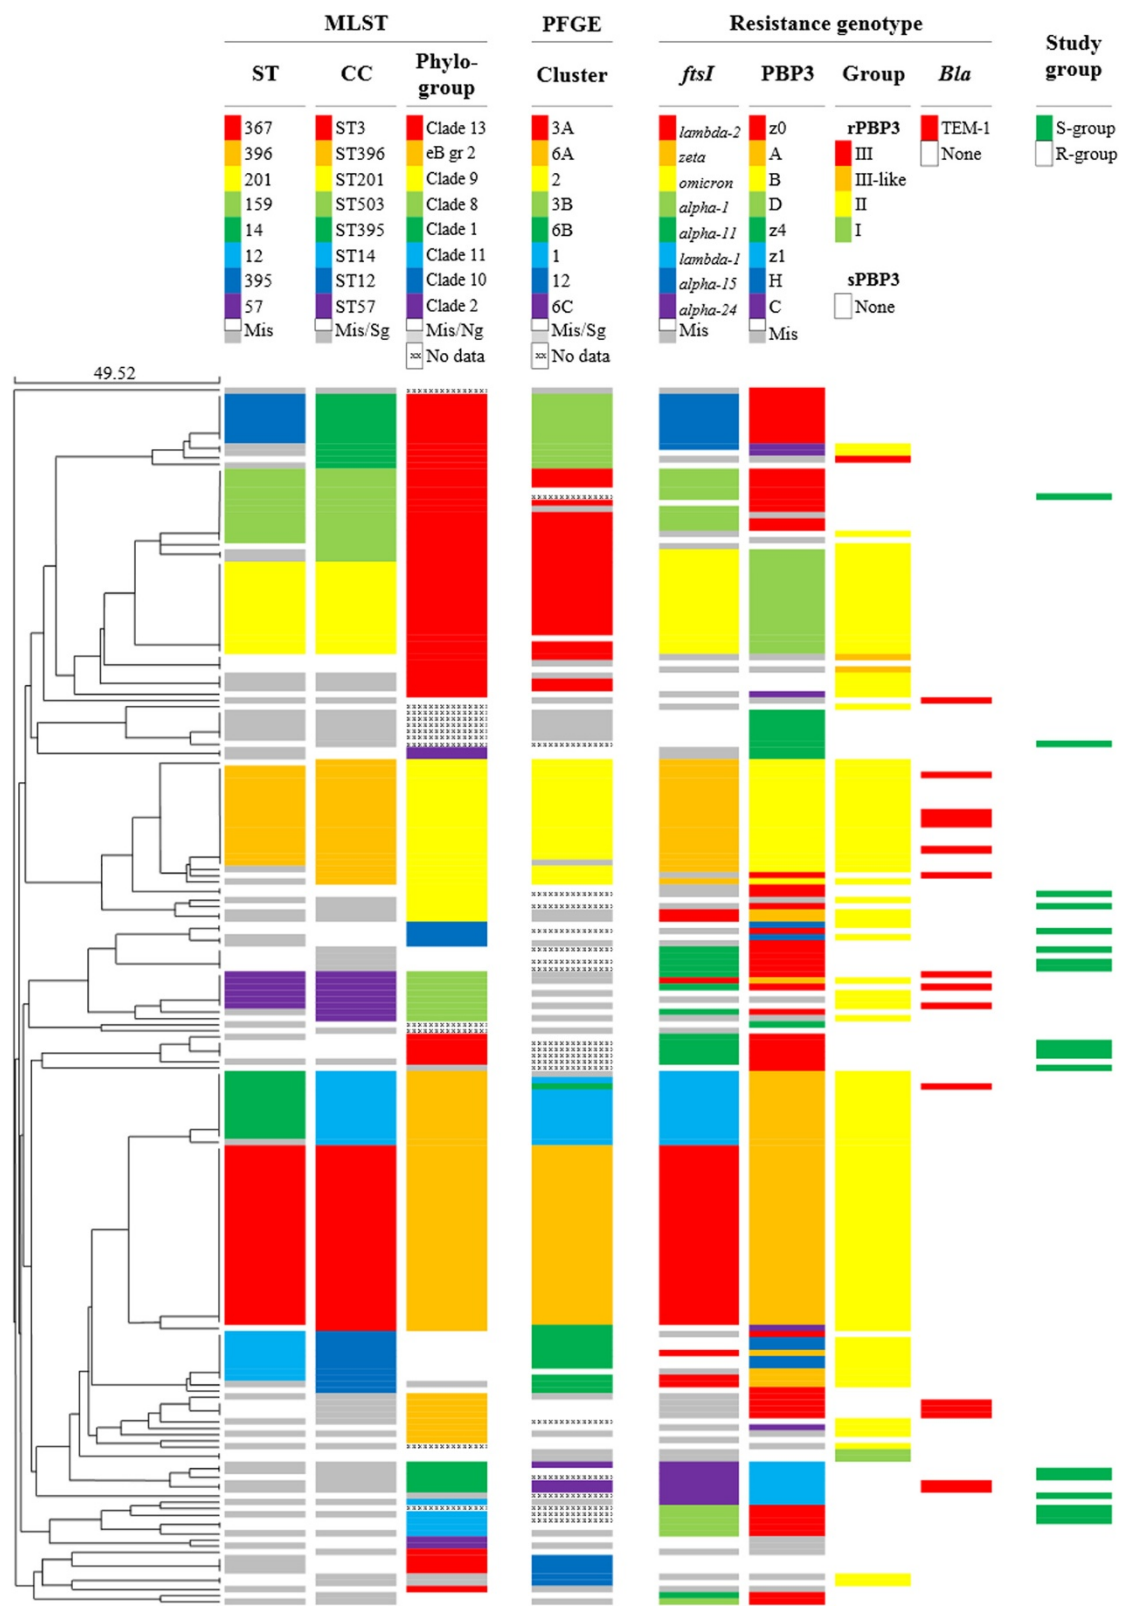 MLST PFGE Resistance genotype Study group
ST CC Phylo-group Cluster ftsI PBP3 Group Bla
367 ST3 Clade 13 3A lambda-2 z0 rPBP3 TEM-1 S-group
396 ST396 eB gr 2 6A zeta A III None R-group
201 ST201 Clade 9 2 omicron B III-like
159 ST503 Clade 8 3B alpha-1 D II
14 ST395 Clade 1 6B alpha-11 z4 I
12 ST14 Clade 11 1 lambda-1 z1
395 ST12 Clade 10 12 alpha-15 H sPBP3
57 ST57 Clade 2 6C alpha-24 C None
Mis Mis/Sg Mis/Ng Mis/Sg Mis Mis
xx No data xx No data
49.52